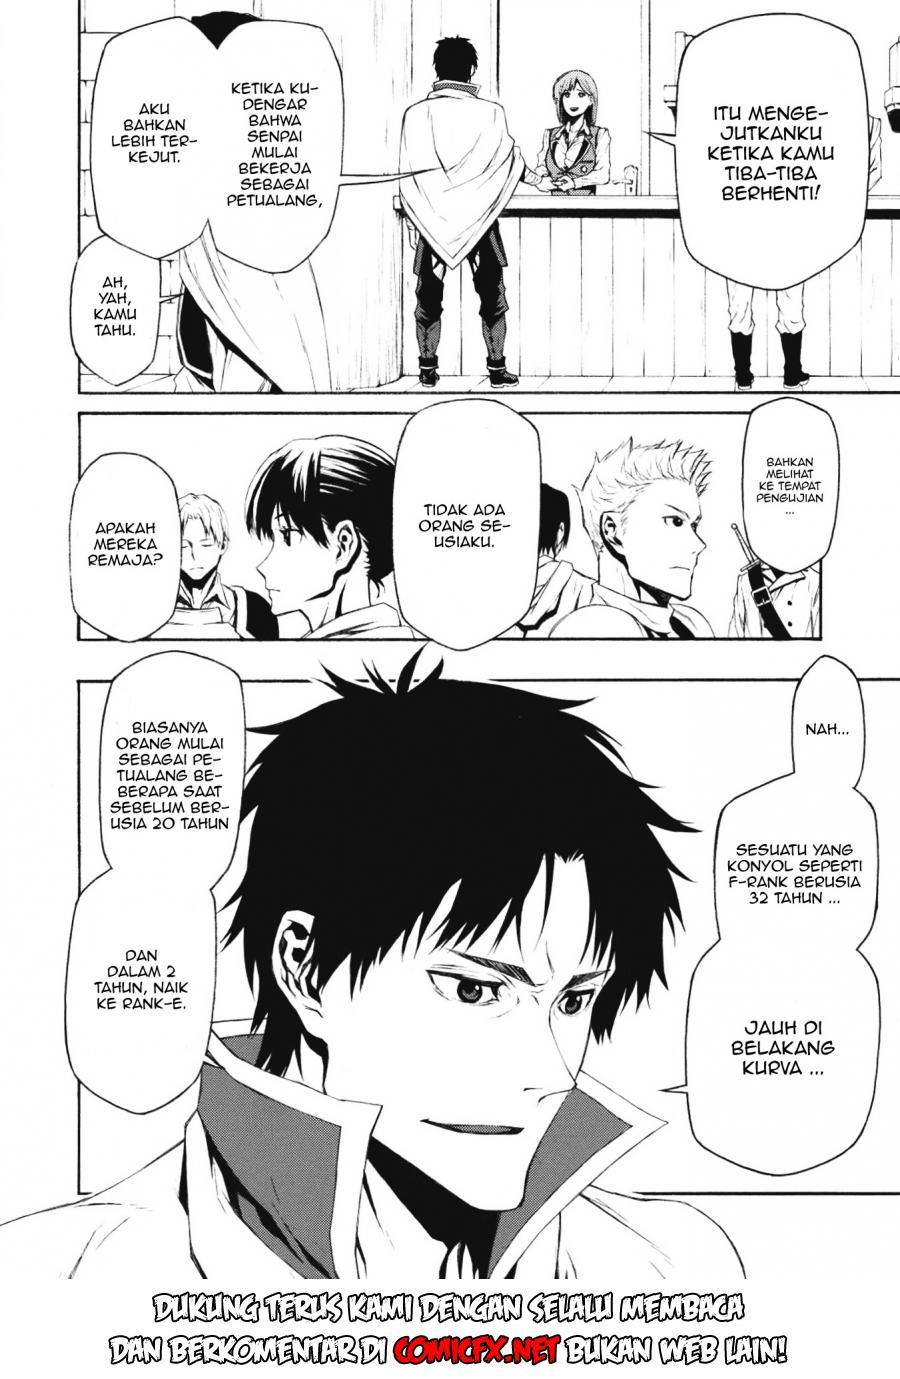 ITU MENGE-
JUTKANKU
KETIKA KAMU
TIBA-TIBA
BERHENTI!
KETIKA KU-
DENGAR
BAHWA
SENPAI
MULAI
BEKERJA
SEBAGAI
PETUALANG,
AKU
BAHKAN
LEBIH TER-
KEJUT.
AH,
YAH,
KAMU
TAHU.
BAHKAN
MELIHAT
KE TEMPAT
PENGUJIAN
...
TIDAK ADA
ORANG SE-
USIAKU.
APAKAH
MEREKA
REMAJA?
NAH...
SESUATU YANG
KONYOL SEPERTI
F-RANK BERUSIA
32 TAHUN ...
JAUH DI
BELAKANG
KURVA ...
BIASANYA
ORANG MULAI
SEBAGAI PE-
TUALANG BE-
BERAPA SAAT
SEBELUM BER-
USIA 20 TAHUN
DAN
DALAM 2
TAHUN, NAIK
KE RANK-E.
DUKUNG TERUS KAMI DENGAN SELALU MEMBACA
DAN BERKOMENTAR DI COMICFX.NET BUKAN WEB LAIN!